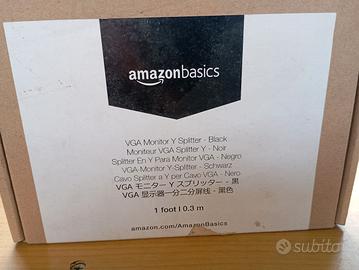 amazonbasics
VGA Monitor Y Splitter - Black
Moniteur VGA Splitter Y - Noir
Splitter En Y Para Monitor VGA - Negro
VGA-Monitor-Y-Splitter - Schwarz
Cavo Splitter a Y per Cavo VGA - Nero
VGA モニター Y スプリッター - 黒
VGA 显示器一分二分屏线 - 黑色
1 foot | 0.3 m
amazon.com/AmazonBasics
subito